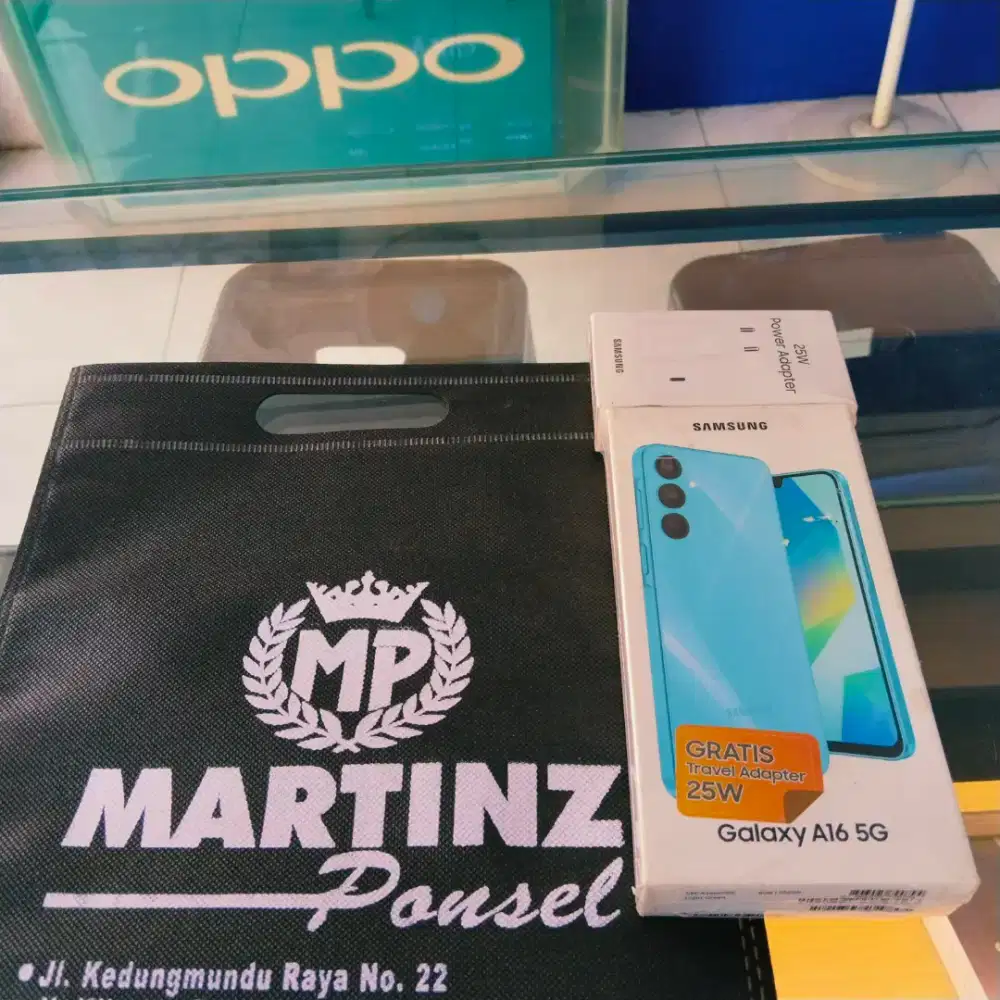 oppo
SAMSUNG
25W
Power Adapter
SAMSUNG
SAMSUNG
GRATIS
Travel Adapter
25W
Galaxy A16 5G
MP
MARTINZ
Ponsel
• Jl. Kedungmundu Raya No. 22